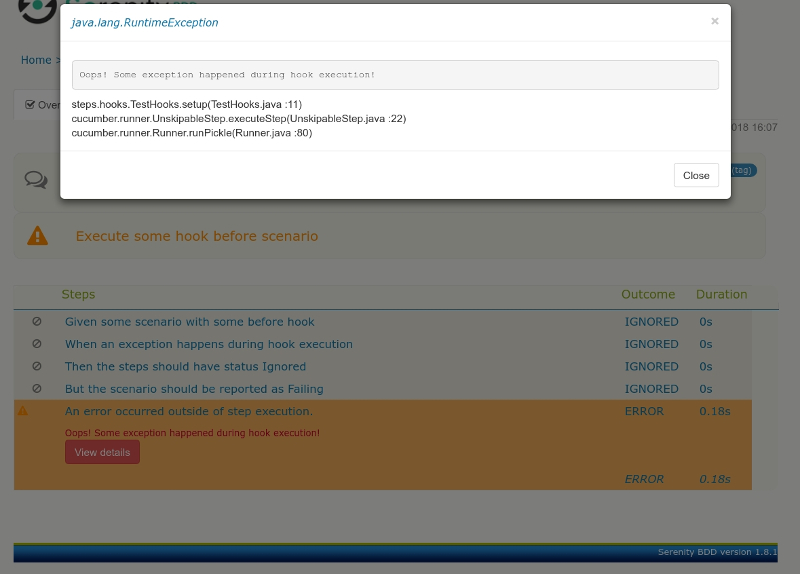 Serenity BDD
java.lang.RuntimeException
×
Home >
Oops! Some exception happened during hook execution!
Over
steps.hooks.TestHooks.setup(TestHooks.java :11)
cucumber.runner.UnskipableStep.executeStep(UnskipableStep.java :22)
018 16:07
cucumber.runner.Runner.runPickle(Runner.java :80)
(tag)
Close
Execute some hook before scenario
Steps Outcome Duration
Given some scenario with some before hook IGNORED 0s
When an exception happens during hook execution IGNORED 0s
Then the steps should have status Ignored IGNORED 0s
But the scenario should be reported as Failing IGNORED 0s
An error occurred outside of step execution. ERROR 0.18s
Oops! Some exception happened during hook execution!
View details
ERROR 0.18s
Serenity BDD version 1.8.1